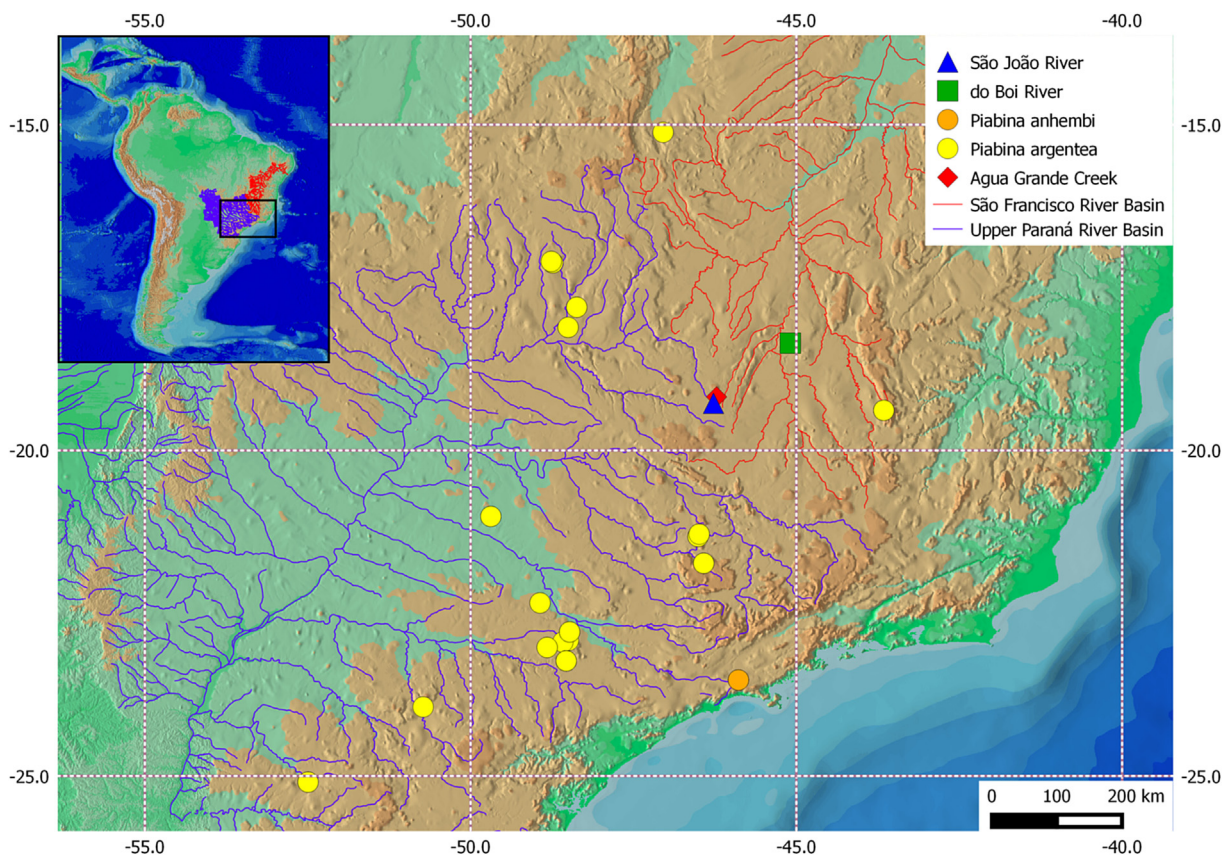 -55.0 -50.0 -45.0 -40.0
São João River
do Boi River
Piabina anhembi
Piabina argentea
Agua Grande Creek
São Francisco River Basin
Upper Paraná River Basin
-15.0 -15.0
-20.0 -20.0
-25.0 -25.0
0 100 200 km
-55.0 -50.0 -45.0 -40.0